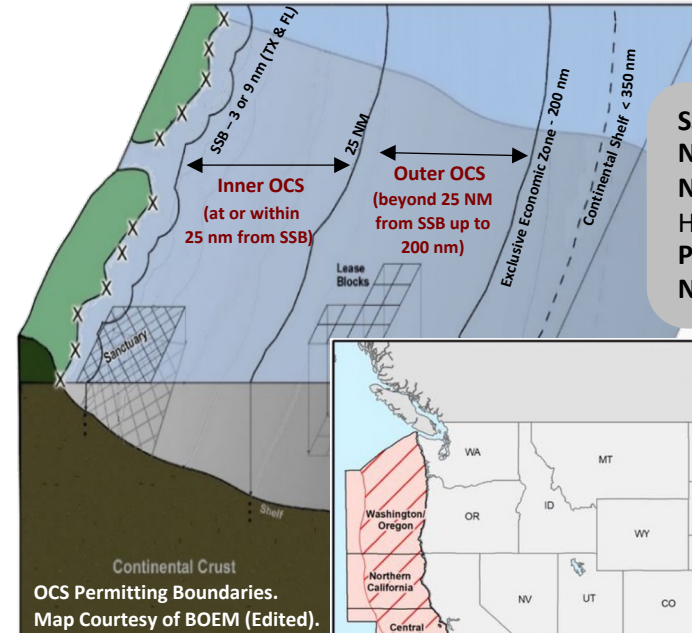 SSB – 3 or 9 nm (TX & FL)
25 NM
Exclusive Economic Zone - 200 nm
Continental Shelf < 350 nm
Inner OCS
(at or within
25 nm from SSB)
Outer OCS
(beyond 25 NM
from SSB up to
200 nm)
Lease
Blocks
Sanctuary
Shelf
Continental Crust
OCS Permitting Boundaries.
Map Courtesy of BOEM (Edited).
S
N
N
H
P
N
WA
MT
Washington/
Oregon
OR
ID
WY
Northern
California
NV
UT
CO
Central